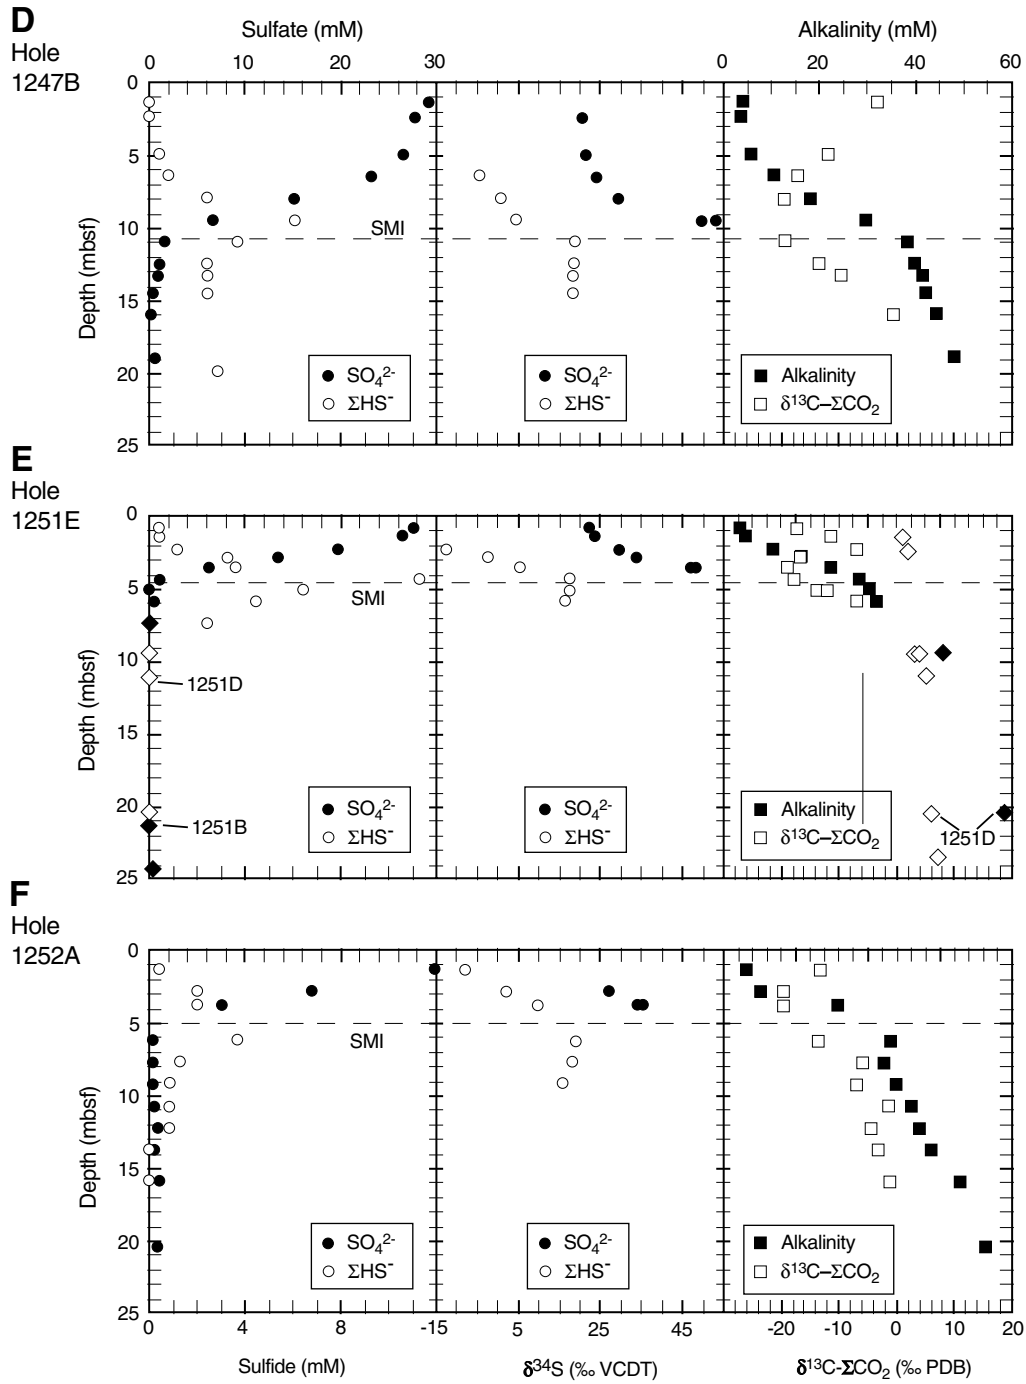 D
Hole
1247B
Sulfate (mM)
Alkalinity (mM)
0 10 20 30
0 20 40 60
Depth (mbsf)
0
5
10
15
20
25
SMI
SO₄²⁻
ΣHS⁻
SO₄²⁻
ΣHS⁻
Alkalinity
δ¹³C–ΣCO₂
E
Hole
1251E
Depth (mbsf)
0
5
10
15
20
25
SMI
1251D
1251B
SO₄²⁻
ΣHS⁻
SO₄²⁻
ΣHS⁻
Alkalinity
δ¹³C–ΣCO₂
1251D
F
Hole
1252A
Depth (mbsf)
0
5
10
15
20
25
SMI
SO₄²⁻
ΣHS⁻
SO₄²⁻
ΣHS⁻
Alkalinity
δ¹³C–ΣCO₂
0 4 8
-15 5 25 45
-20 -10 0 10 20
Sulfide (mM)
δ³⁴S (‰ VCDT)
δ¹³C-ΣCO₂ (‰ PDB)